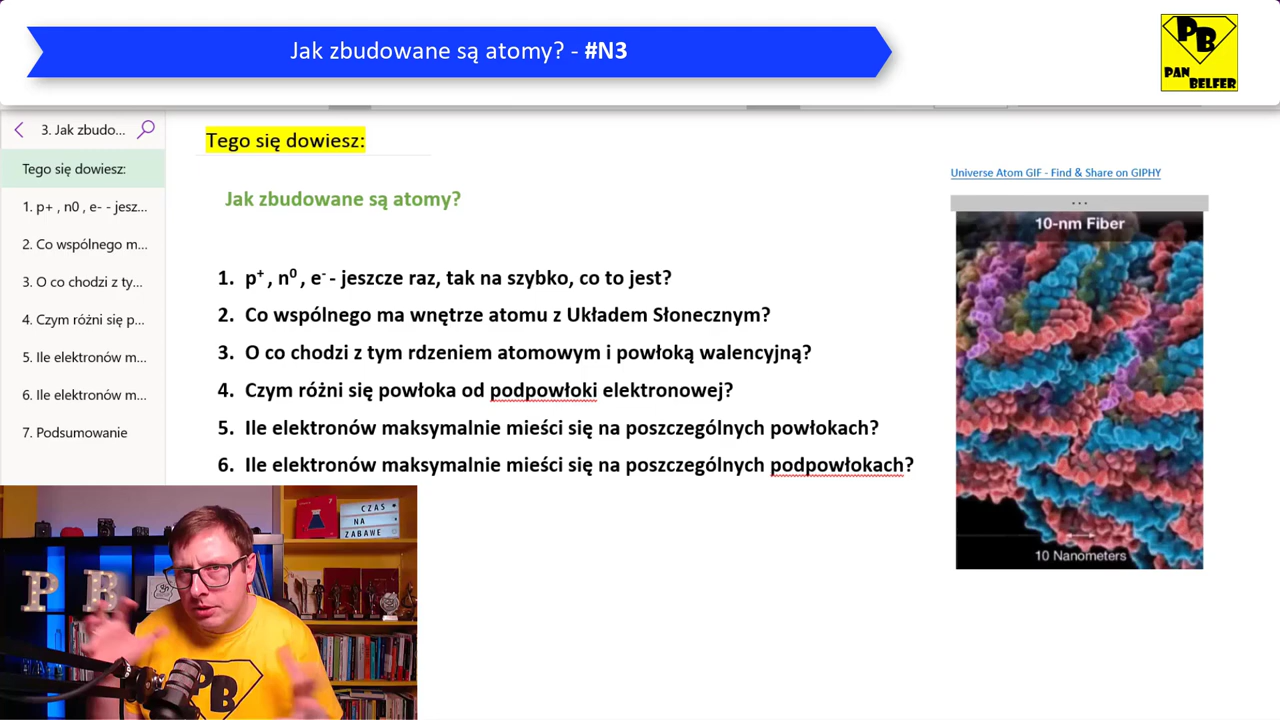 Jak zbudowane są atomy? - #N3
PB
PAN
BELFER
3. Jak zbudo...
Tego się dowiesz:
1. p+ , n0 , e- - jesz...
2. Co wspólnego m...
3. O co chodzi z ty...
4. Czym różni się p...
5. Ile elektronów m...
6. Ile elektronów m...
7. Podsumowanie
Tego się dowiesz:
Jak zbudowane są atomy?
1. p⁺ , n⁰ , e⁻ - jeszcze raz, tak na szybko, co to jest?
2. Co wspólnego ma wnętrze atomu z Układem Słonecznym?
3. O co chodzi z tym rdzeniem atomowym i powłoką walencyjną?
4. Czym różni się powłoka od podpowłoki elektronowej?
5. Ile elektronów maksymalnie mieści się na poszczególnych powłokach?
6. Ile elektronów maksymalnie mieści się na poszczególnych podpowłokach?
Universe Atom GIF - Find & Share on GIPHY
10-nm Fiber
10 Nanometers
CZAS
NA
ZABAWE
P B
PB